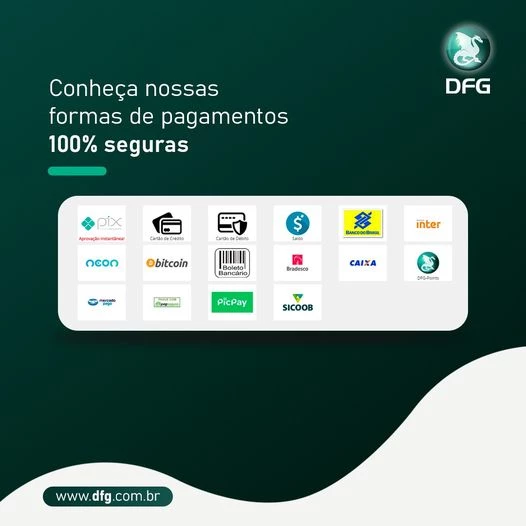 DFG
Conheça nossas
formas de pagamentos
100% seguras
pix
Aprovação instantânea!
Cartão de Crédito
Cartão de Débito
$
Saldo
BANCO DO BRASIL
inter
neon
bitcoin
Boleto
Bancário
Bradesco
CAIXA
DFG-Points
mercado
pago
PicPay
SICOOB
www.dfg.com.br